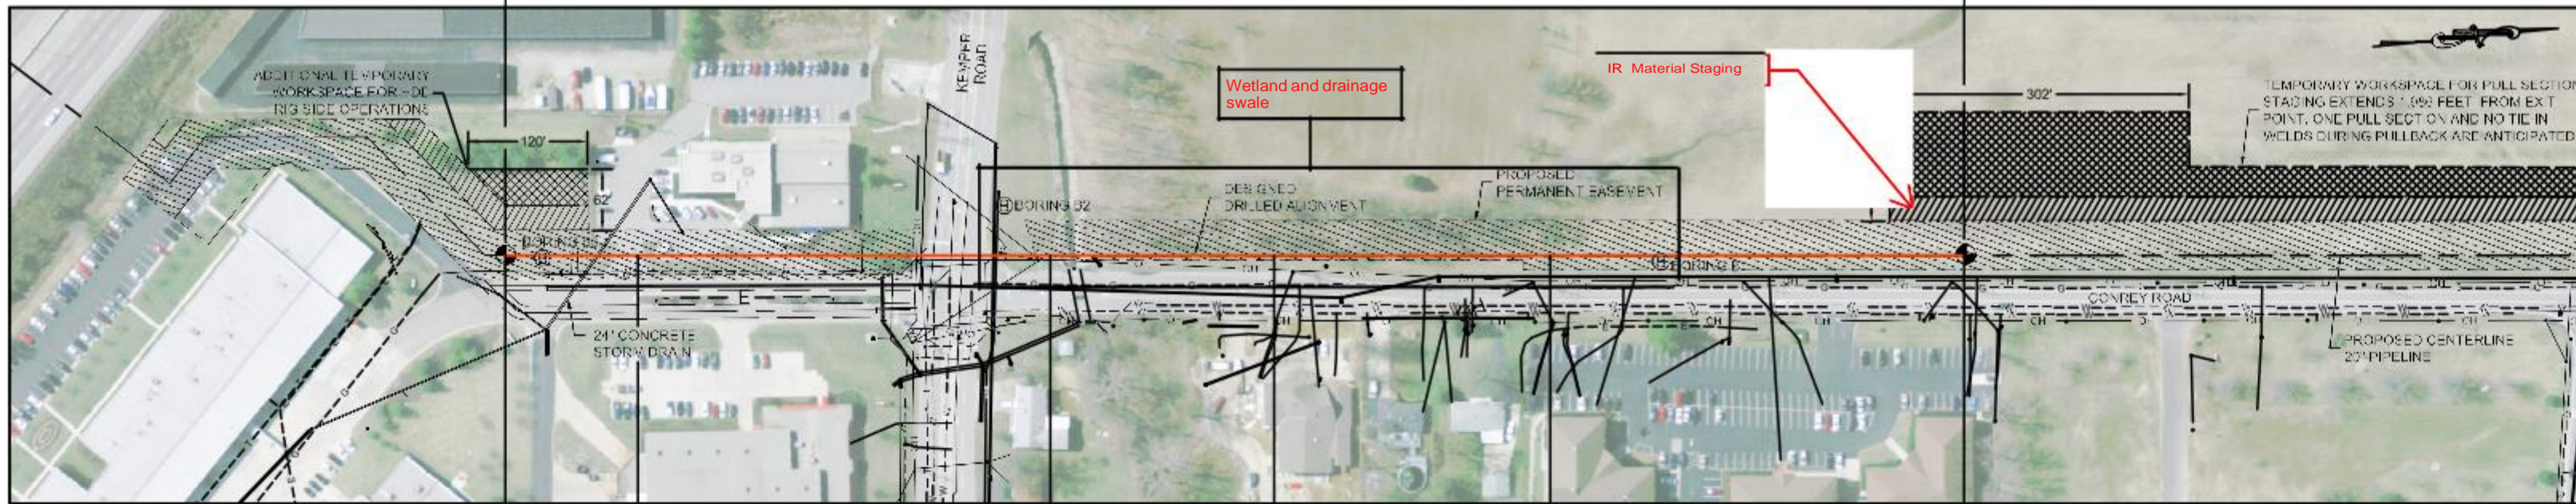 ADDITIONAL TEMPORARY
WORKSPACE FOR HDD
RIG SIDE OPERATIONS
120'
62'
KEMPER
ROAD
Wetland and drainage
swale
IR Material Staging
302'
TEMPORARY WORKSPACE FOR PULL SECTION
STAGING EXTENDS FEET FROM EXIT
POINT, ONE PULL SECTION AND NO TIE IN
WELDS DURING PULLBACK ARE ANTICIPATED
BORING B2
DESIGNED
DRILLED ALIGNMENT
PROPOSED
PERMANENT EASEMENT
BORING
BORING
E
CONREY ROAD
24" CONCRETE
STORM DRAIN
PROPOSED CENTERLINE
20" PIPELINE